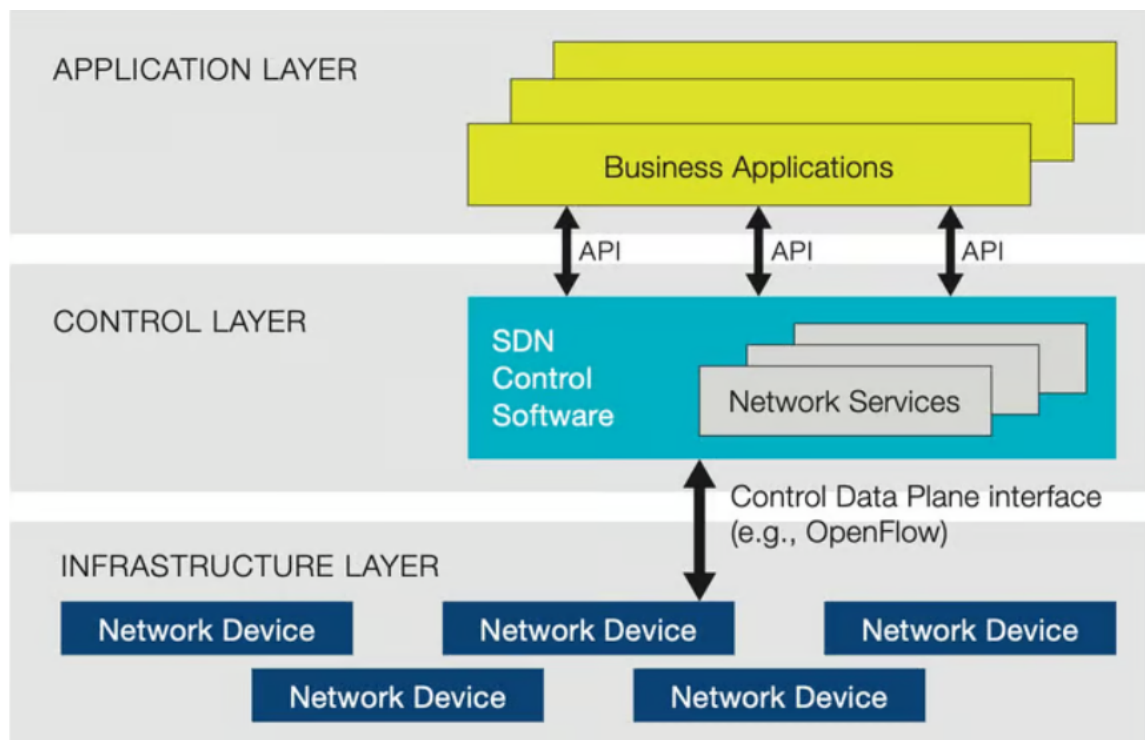 APPLICATION LAYER
Business Applications
API
API
API
CONTROL LAYER
SDN
Control
Software
Network Services
Control Data Plane interface
(e.g., OpenFlow)
INFRASTRUCTURE LAYER
Network Device
Network Device
Network Device
Network Device
Network Device